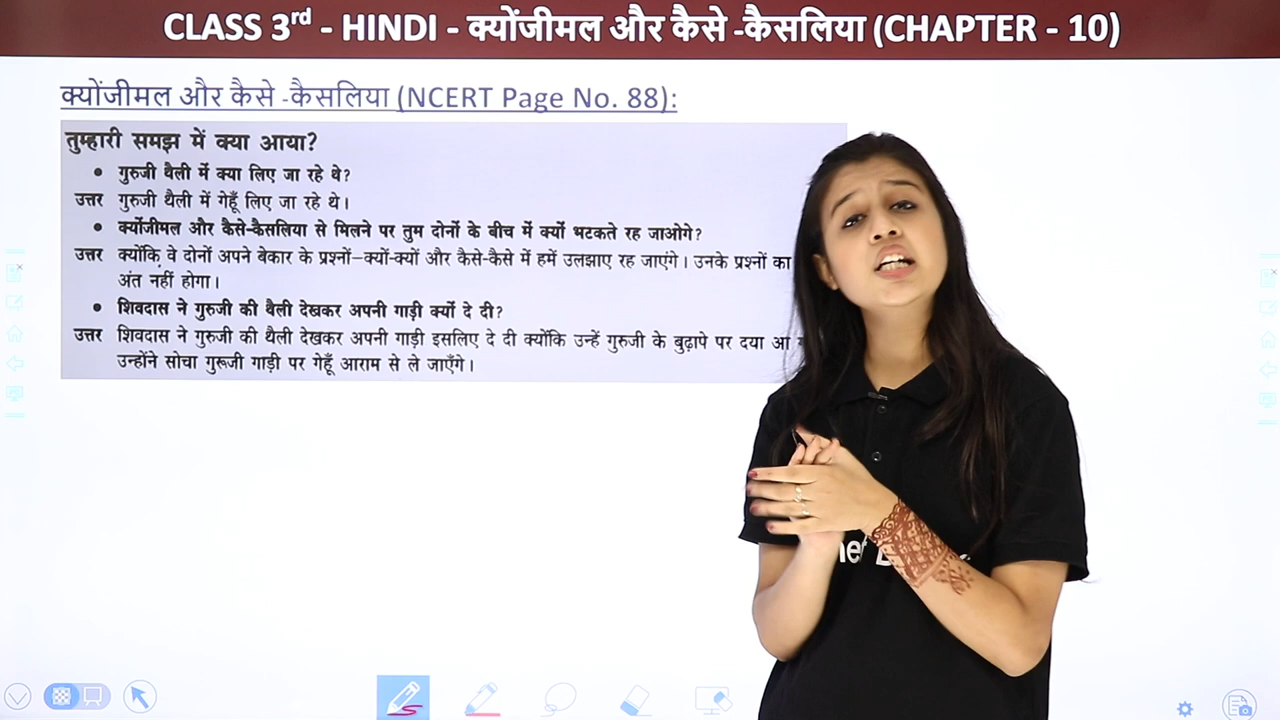 CLASS 3rd - HINDI - क्योंजीमल और कैसे -कैसलिया (CHAPTER - 10)
क्योंजीमल और कैसे -कैसलिया (NCERT Page No. 88):
तुम्हारी समझ में क्या आया?
• गुरुजी थैली में क्या लिए जा रहे थे?
उत्तर गुरुजी थैली में गेहूँ लिए जा रहे थे।
• क्योंजीमल और कैसे-कैसलिया से मिलने पर तुम दोनों के बीच में क्यों भटकते रह जाओगे?
उत्तर क्योंकि वे दोनों अपने बेकार के प्रश्नों–क्यों-क्यों और कैसे-कैसे में हमें उलझाए रह जाएंगे। उनके प्रश्नों का
अंत नहीं होगा।
• शिवदास ने गुरुजी की थैली देखकर अपनी गाड़ी क्यों दे दी?
उत्तर शिवदास ने गुरुजी की थैली देखकर अपनी गाड़ी इसलिए दे दी क्योंकि उन्हें गुरुजी के बुढ़ापे पर दया आ
उन्होंने सोचा गुरूजी गाड़ी पर गेहूँ आराम से ले जाएँगे।